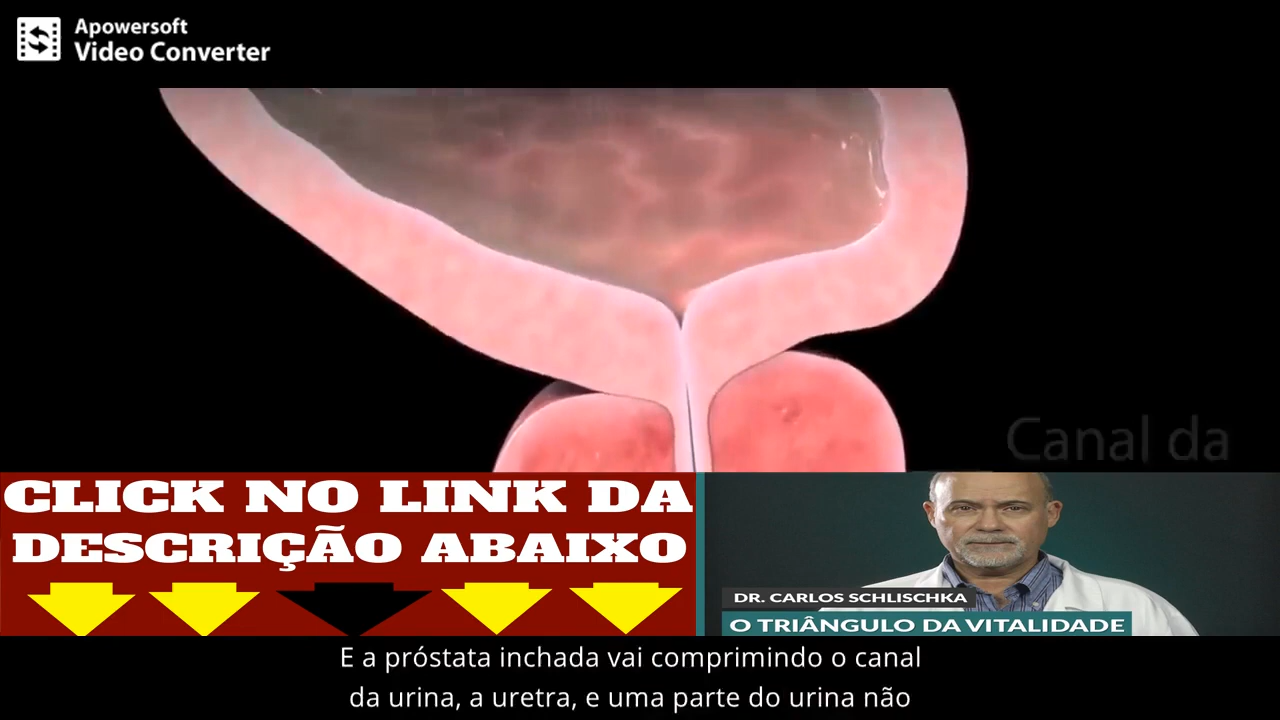 Apowersoft
Video Converter
Canal da
CLICK NO LINK DA
DESCRIÇÃO ABAIXO
DR. CARLOS SCHLISCHKA
O TRIÂNGULO DA VITALIDADE
E a próstata inchada vai comprimindo o canal
da urina, a uretra, e uma parte do urina não